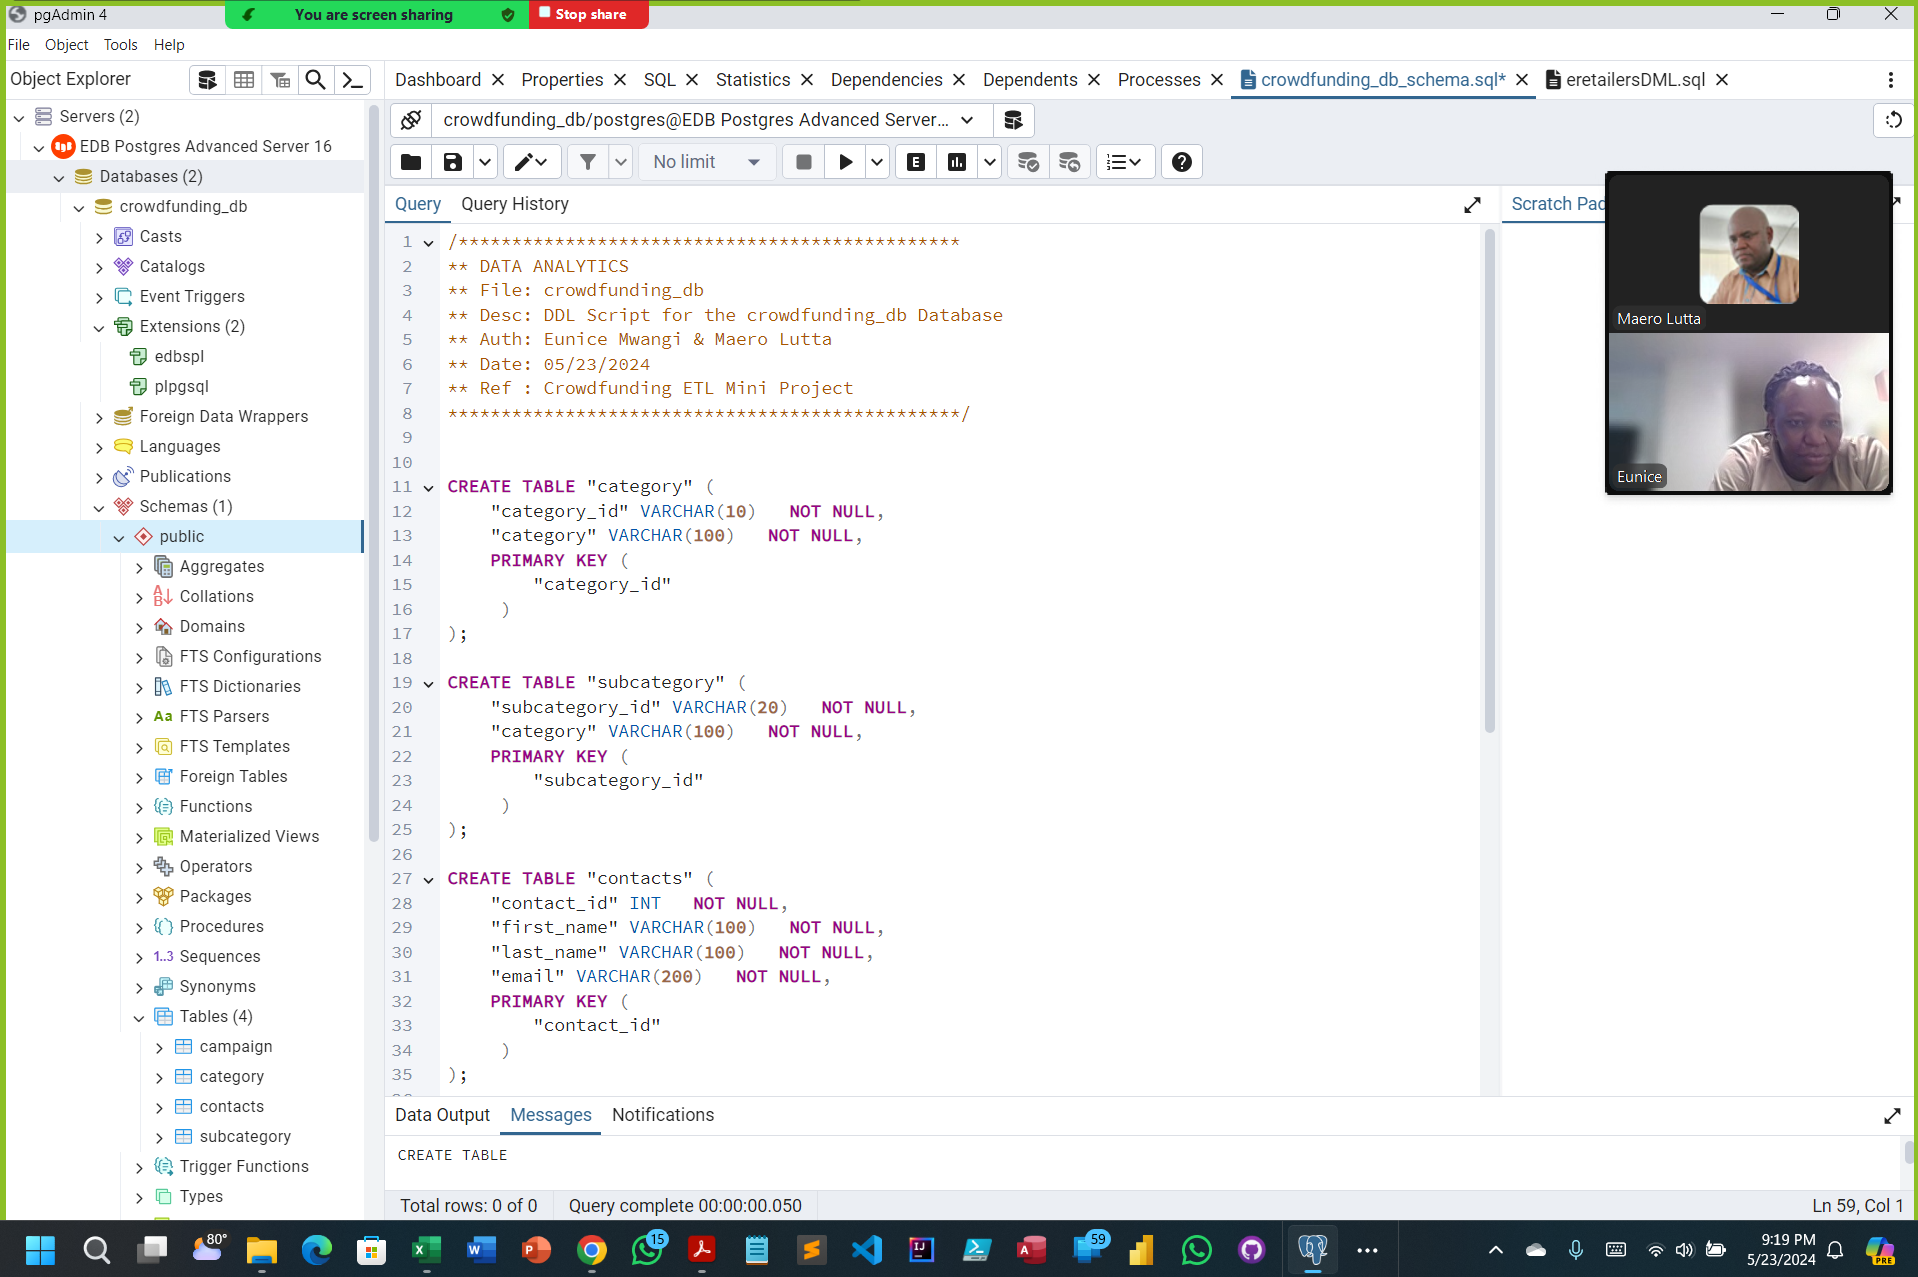 pgAdmin 4
You are screen sharing
Stop share
File Object Tools Help
Object Explorer
Dashboard
Properties
SQL
Statistics
Dependencies
Dependents
Processes
crowdfunding_db_schema.sql*
eretailersDML.sql
Servers (2)
EDB Postgres Advanced Server 16
Databases (2)
crowdfunding_db
Casts
Catalogs
Event Triggers
Extensions (2)
edbspl
plpgsql
Foreign Data Wrappers
Languages
Publications
Schemas (1)
public
Aggregates
Collations
Domains
FTS Configurations
FTS Dictionaries
Aa FTS Parsers
FTS Templates
Foreign Tables
Functions
Materialized Views
Operators
Packages
Procedures
1..3 Sequences
Synonyms
Tables (4)
campaign
category
contacts
subcategory
Trigger Functions
Types
crowdfunding_db/postgres@EDB Postgres Advanced Server...
No limit
E
Query Query History
Scratch Pad
1 /***********************************************
2 ** DATA ANALYTICS
3 ** File: crowdfunding_db
4 ** Desc: DDL Script for the crowdfunding_db Database
5 ** Auth: Eunice Mwangi & Maero Lutta
6 ** Date: 05/23/2024
7 ** Ref : Crowdfunding ETL Mini Project
8 ************************************************/
9
10
11 CREATE TABLE "category" (
12 "category_id" VARCHAR(10)   NOT NULL,
13 "category" VARCHAR(100)   NOT NULL,
14 PRIMARY KEY (
15 "category_id"
16 )
17 );
18
19 CREATE TABLE "subcategory" (
20 "subcategory_id" VARCHAR(20)   NOT NULL,
21 "category" VARCHAR(100)   NOT NULL,
22 PRIMARY KEY (
23 "subcategory_id"
24 )
25 );
26
27 CREATE TABLE "contacts" (
28 "contact_id" INT   NOT NULL,
29 "first_name" VARCHAR(100)   NOT NULL,
30 "last_name" VARCHAR(100)   NOT NULL,
31 "email" VARCHAR(200)   NOT NULL,
32 PRIMARY KEY (
33 "contact_id"
34 )
35 );
Maero Lutta
Eunice
Data Output Messages Notifications
CREATE TABLE
Total rows: 0 of 0
Query complete 00:00:00.050
Ln 59, Col 1
80°
15
59
9:19 PM
5/23/2024
PRE